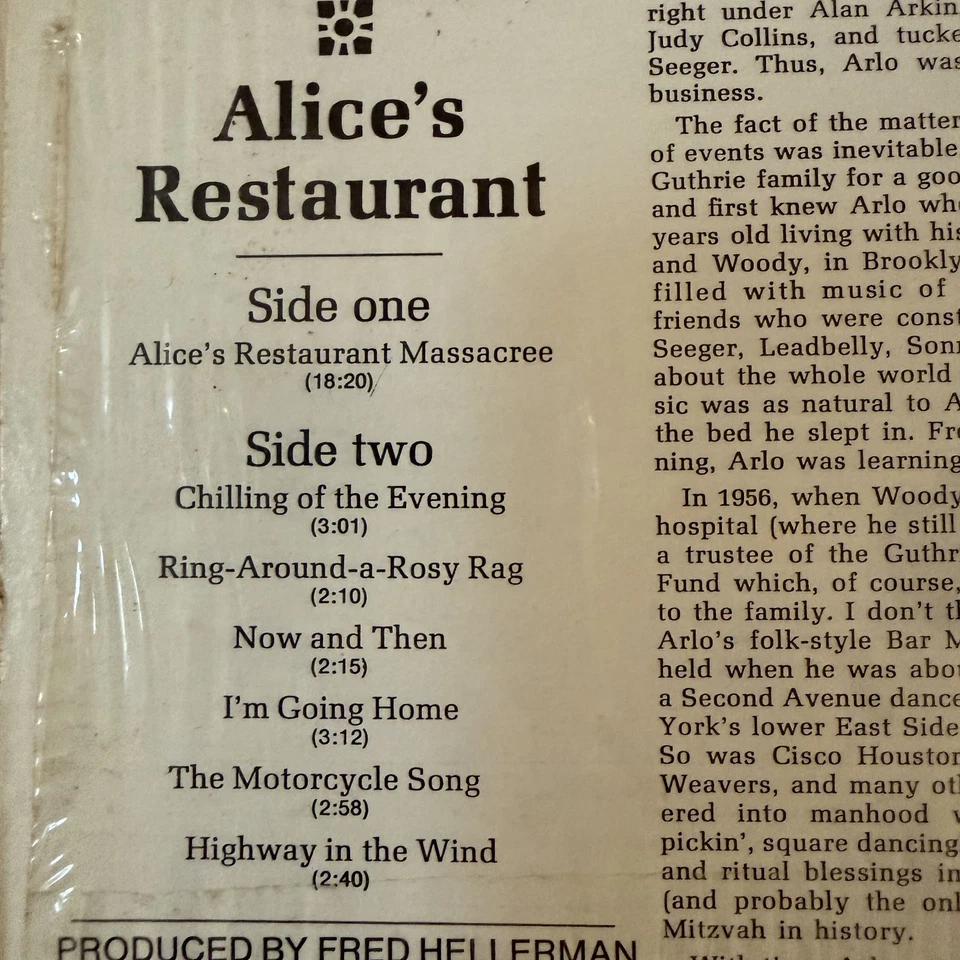 Alice's
Restaurant
Side one
Alice's Restaurant Massacree
(18:20)
Side two
Chilling of the Evening
(3:01)
Ring-Around-a-Rosy Rag
(2:10)
Now and Then
(2:15)
I'm Going Home
(3:12)
The Motorcycle Song
(2:58)
Highway in the Wind
(2:40)
PRODUCED BY FRED HELLERMAN
right under Alan Arkin
Judy Collins, and
Seeger. Thus, Arlo was
business.
The fact of the matter
of events was inevitable
Guthrie family for a
and first knew Arlo
years old living with his
and Woody, in
filled with music of
friends who were
Seeger, Leadbelly,
about the whole world
sic was as natural to
the bed he slept in.
ning, Arlo was learning
In 1956, when Woody
hospital (where he still
a trustee of the
Fund which, of course,
to the family. I don't
Arlo's folk-style Bar
held when he was
a Second Avenue
York's lower East Side
So was Cisco
Weavers, and many
ered into manhood
pickin', square dancing
and ritual blessings
(and probably the
Mitzvah in history.